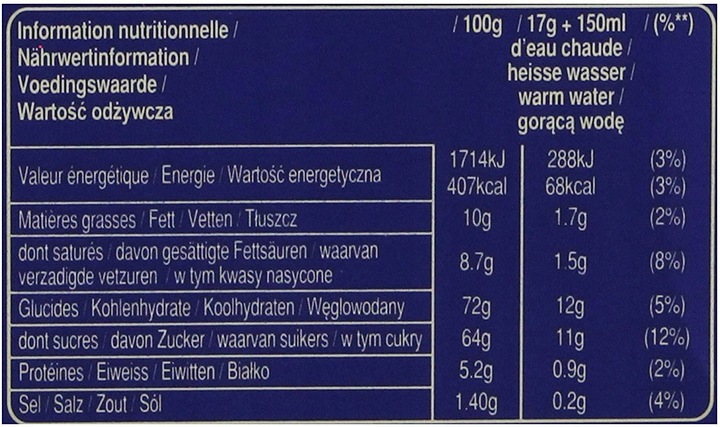 Information nutritionnelle / / 100g / 17g + 150ml / (%**)
Nährwertinformation / d'eau chaude /
Voedingswaarde / heisse wasser /
Wartość odżywcza warm water /
gorącą wodę
Valeur énergétique / Energie / Wartość energetyczna 1714kJ 288kJ (3%)
407kcal 68kcal (3%)
Matières grasses / Fett / Vetten / Tłuszcz 10g 1.7g (2%)
dont saturés / davon gesättigte Fettsäuren / waarvan
verzadigde vetzuren / w tym kwasy nasycone 8.7g 1.5g (8%)
Glucides / Kohlenhydrate / Koolhydraten / Węglowodany 72g 12g (5%)
dont sucres / davon Zucker / waarvan suikers / w tym cukry 64g 11g (12%)
Protéines / Eiweiss / Eiwitten / Białko 5.2g 0.9g (2%)
Sel / Salz / Zout / Sól 1.40g 0.2g (4%)